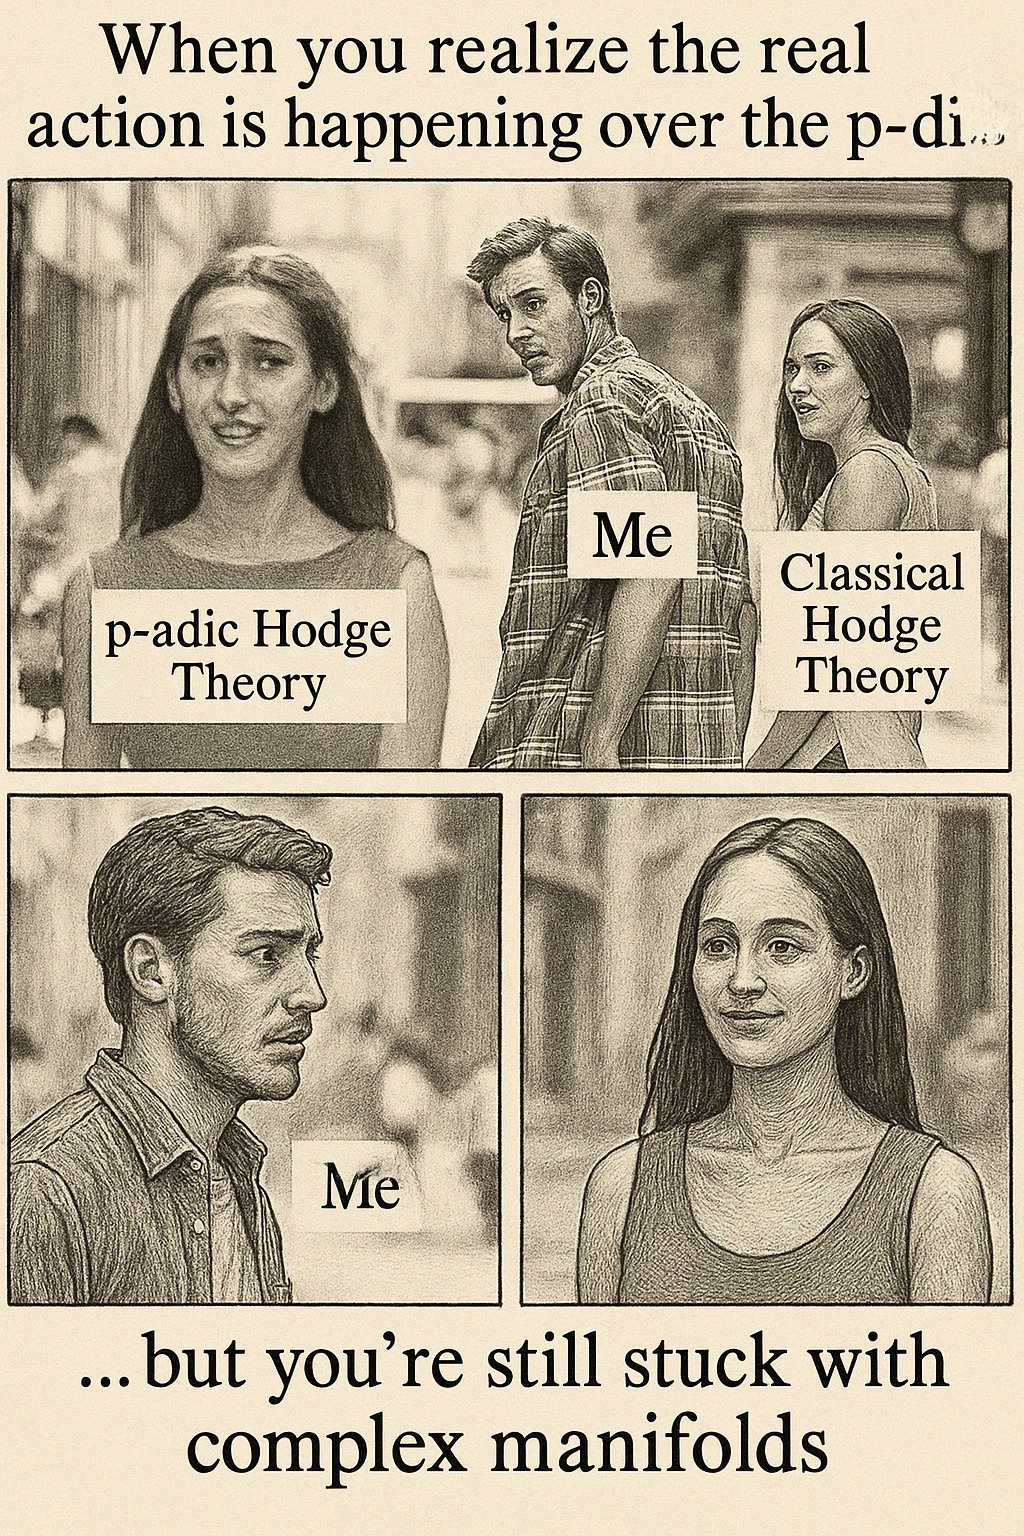 When you realize the real
action is happening over the
p-adic Hodge
Theory
Me
Classical
Hodge
Theory
Me
...but you're still stuck with
complex manifolds